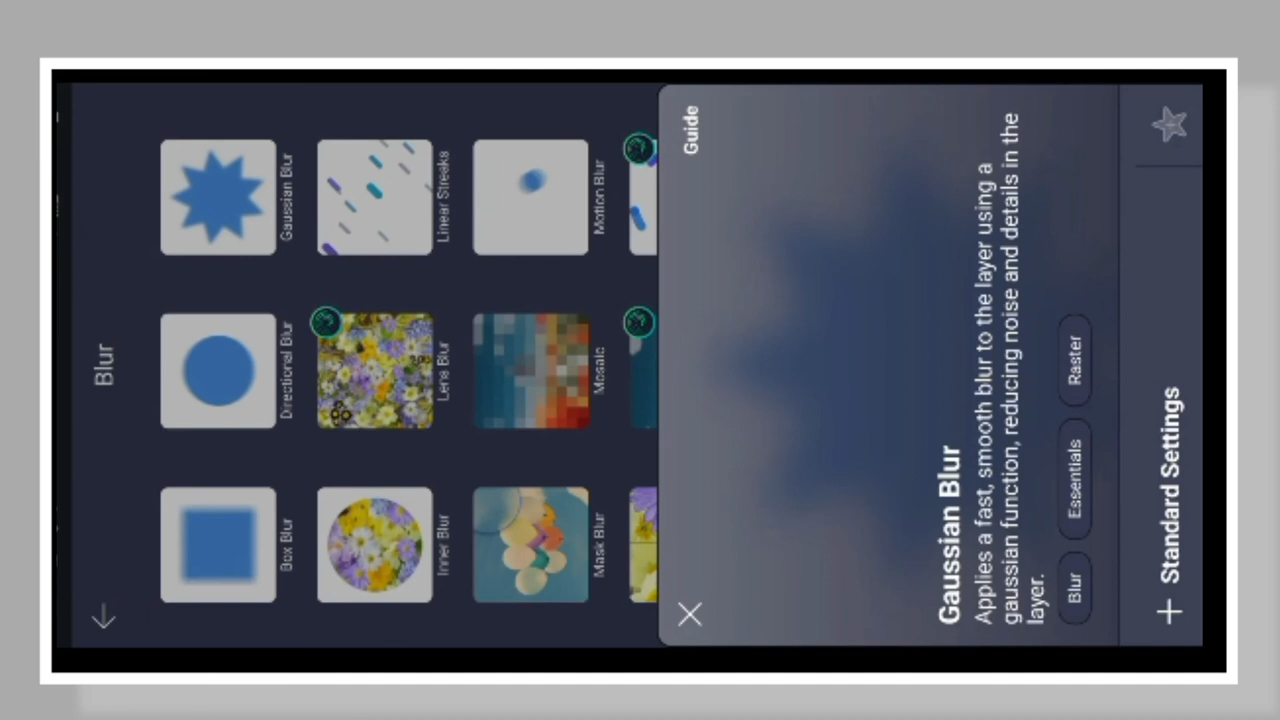 Blur
Box Blur
Directional Blur
Gaussian Blur
Inner Blur
Lens Blur
Linear Streaks
Mask Blur
Mosaic
Motion Blur
Guide
Gaussian Blur
Applies a fast, smooth blur to the layer using a
gaussian function, reducing noise and details in the
layer.
Blur
Essentials
Raster
+ Standard Settings